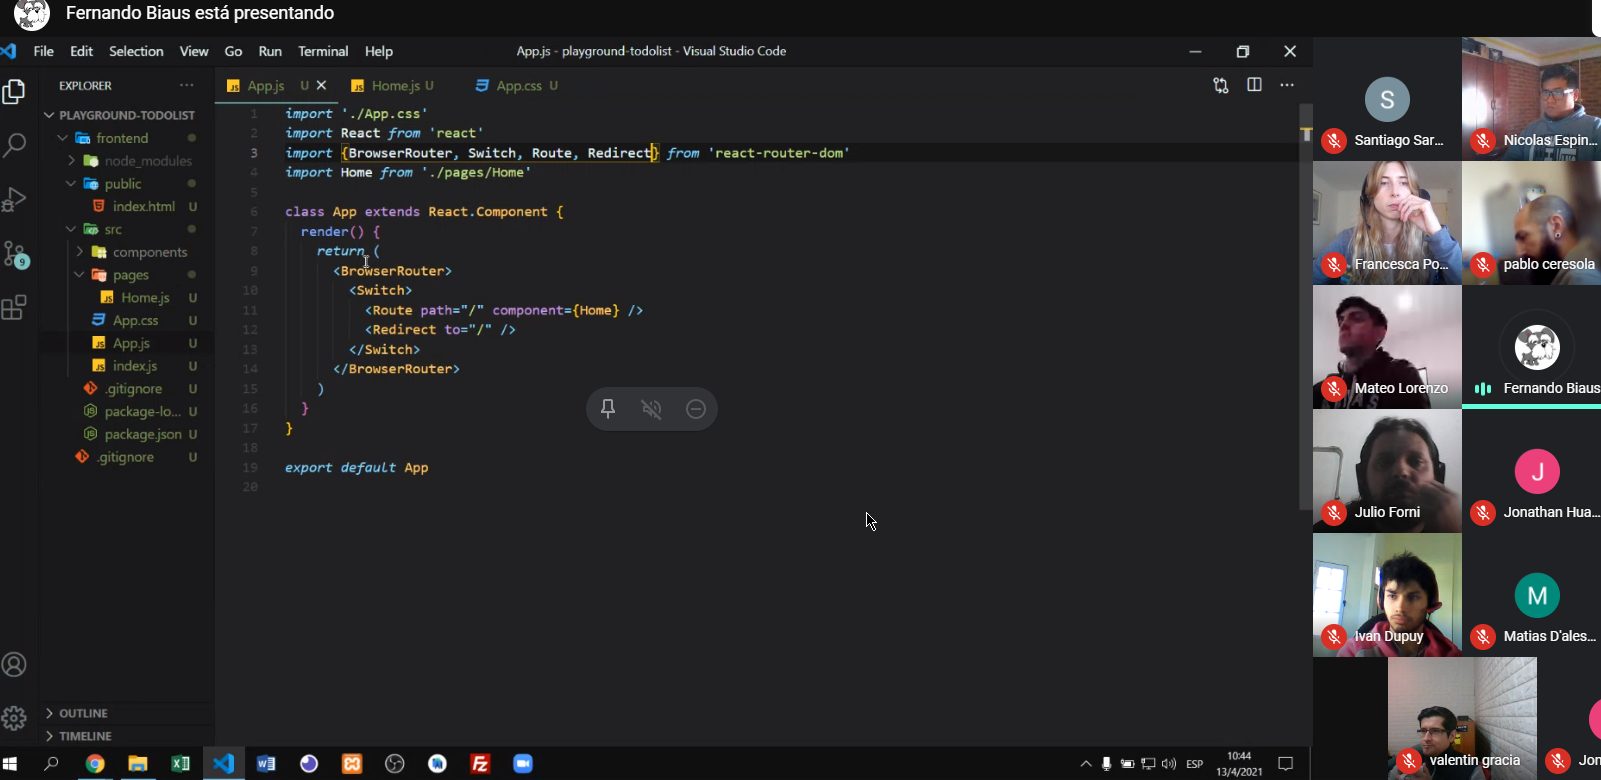 Fernando Biaus está presentando
File Edit Selection View Go Run Terminal Help
App.js - playground-todolist - Visual Studio Code
EXPLORER
PLAYGROUND-TODOLIST
frontend
node_modules
public
index.html U
src
components
pages
Home.js U
App.css U
App.js U
index.js U
.gitignore U
package-lo... U
package.json U
.gitignore U
OUTLINE
TIMELINE
9
App.js U
Home.js U
App.css U
1 import './App.css'
2 import React from 'react'
3 import {BrowserRouter, Switch, Route, Redirect} from 'react-router-dom'
4 import Home from './pages/Home'
5
6 class App extends React.Component {
7 render() {
8 return (
9 <BrowserRouter>
10 <Switch>
11 <Route path="/" component={Home} />
12 <Redirect to="/" />
13 </Switch>
14 </BrowserRouter>
15 )
16 }
17 }
18
19 export default App
20
S
Santiago Sar...
Nicolas Espin...
Francesca Po...
pablo ceresola
Mateo Lorenzo
Fernando Biaus
Julio Forni
J
Jonathan Hua...
Ivan Dupuy
M
Matias D'ales...
valentin gracia
Jon
ESP
10:44
13/4/2021